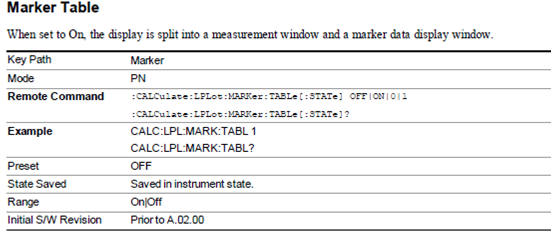 Marker Table
When set to On, the display is split into a measurement window and a marker data display window.
Key Path Marker
Mode PN
Remote Command :CALCulate:LPLot:MARKer:TABLe[:STATe] OFF|ON|0|1
:CALCulate:LPLot:MARKer:TABLe[:STATe]?
Example CALC:LPL:MARK:TABL 1
CALC:LPL:MARK:TABL?
Preset OFF
State Saved Saved in instrument state.
Range On|Off
Initial S/W Revision Prior to A.02.00